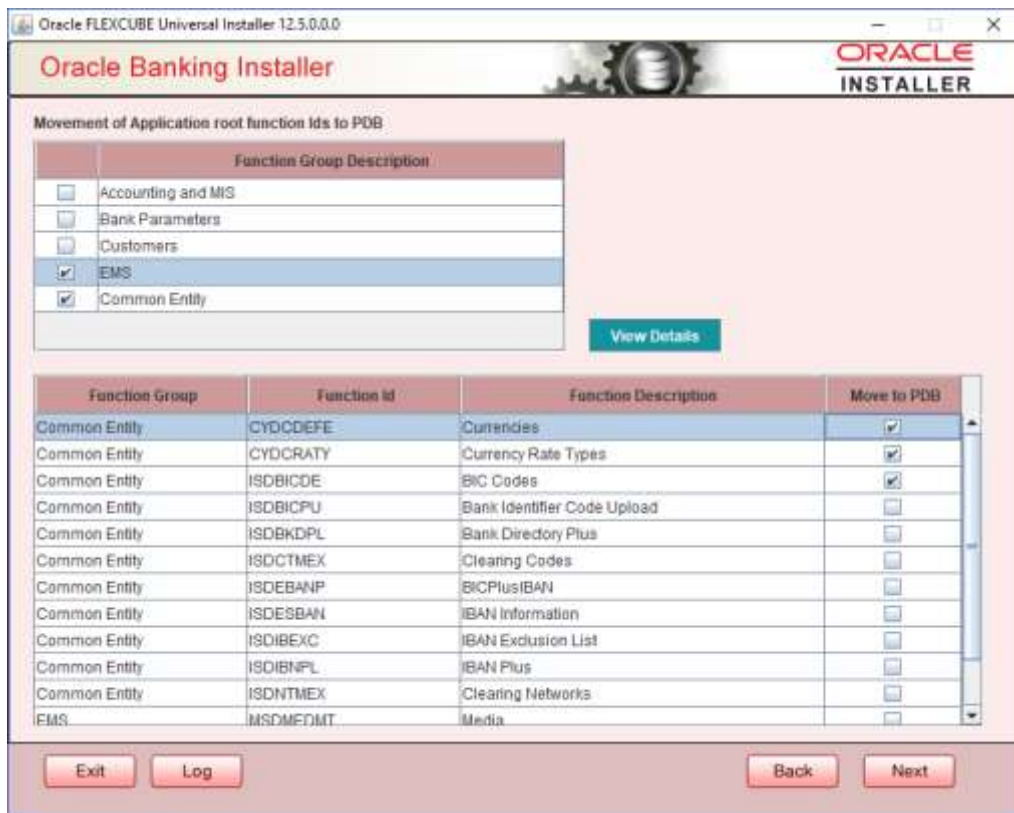 Oracle FLEXCUBE Universal Installer 12.5.0.0.0
Oracle Banking Installer
ORACLE
INSTALLER
Movement of Application root function Ids to PDB
Function Group Description
Accounting and MIS
Bank Parameters
Customers
EMS
Common Entity
View Details
Function Group Function Id Function Description Move to PDB
Common Entity CYDCDEFE Currencies
Common Entity CYDCRATY Currency Rate Types
Common Entity ISDBICDE BIC Codes
Common Entity ISDBICPU Bank Identifier Code Upload
Common Entity ISDBKDPL Bank Directory Plus
Common Entity ISDCTMEX Clearing Codes
Common Entity ISDEBANP BICPlusIBAN
Common Entity ISDESBAN IBAN Information
Common Entity ISDIBEXC IBAN Exclusion List
Common Entity ISDIBNPL IBAN Plus
Common Entity ISDNTMEX Clearing Networks
EMS MSDMEDMT Media
Exit Log Back Next